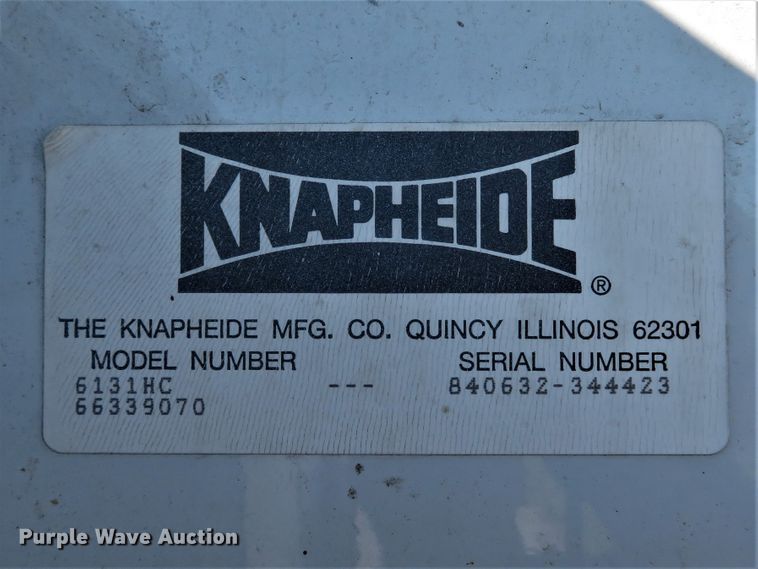 KNAPHEIDE®
THE KNAPHEIDE MFG. CO. QUINCY ILLINOIS 62301
MODEL NUMBER SERIAL NUMBER
6131HC --- 840632-344423
66339070
Purple Wave Auction